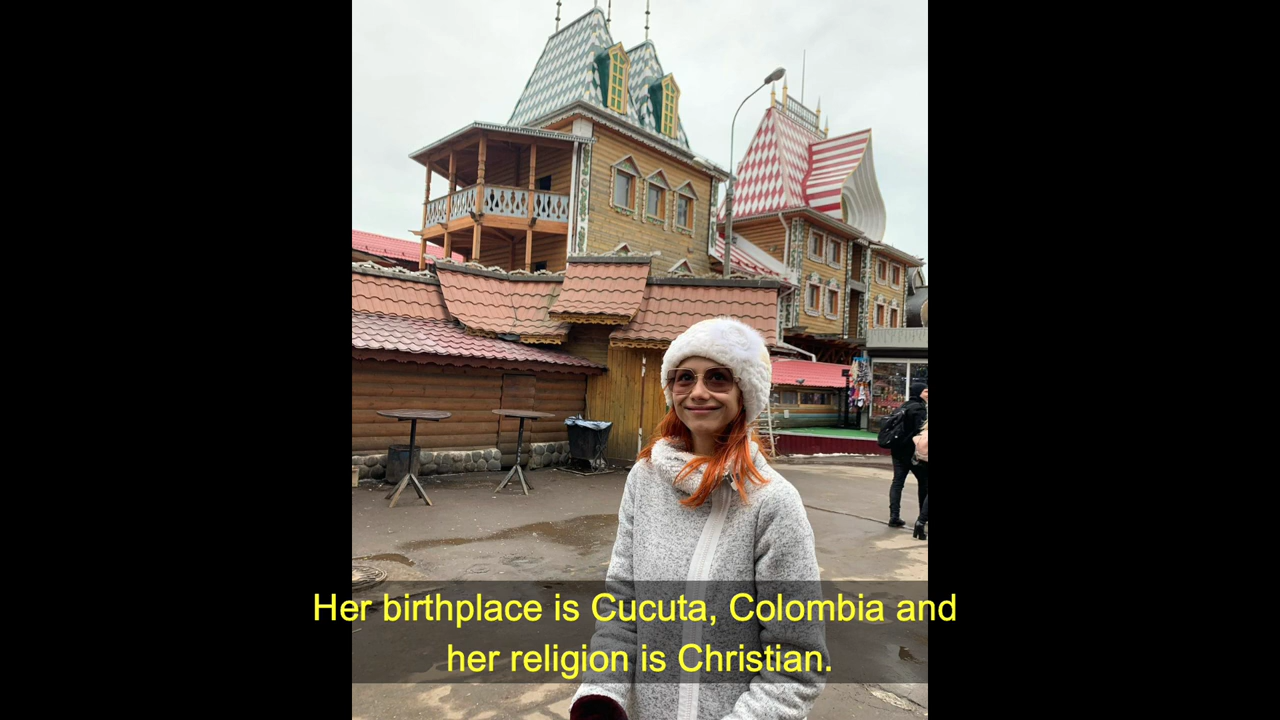 Her birthplace is Cucuta, Colombia and
her religion is Christian.